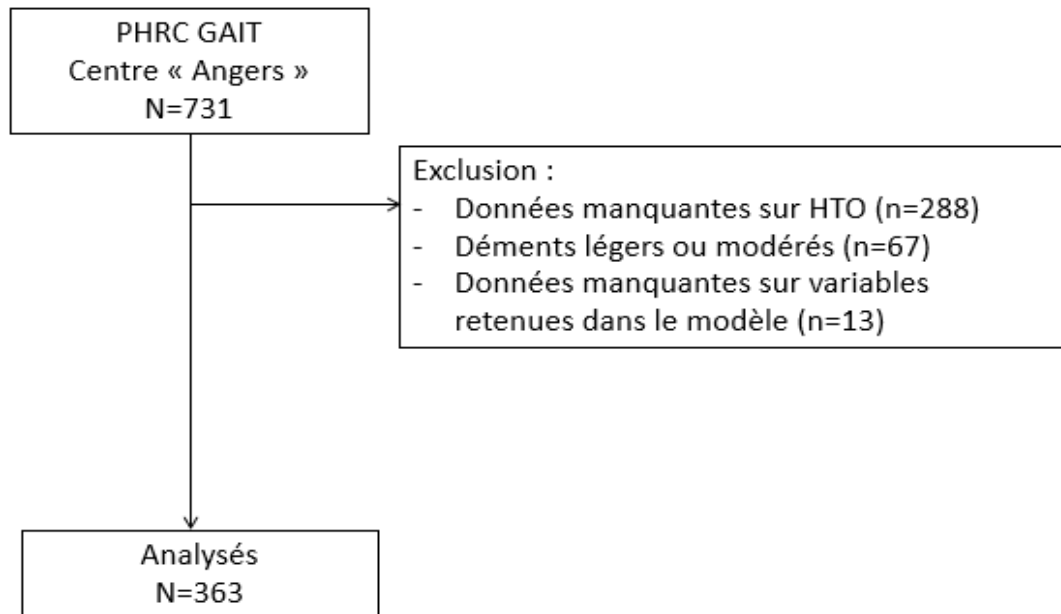 PHRC GAIT
Centre « Angers »
N=731
Exclusion :
- Données manquantes sur HTO (n=288)
- Déments légers ou modérés (n=67)
- Données manquantes sur variables
retenues dans le modèle (n=13)
Analysés
N=363